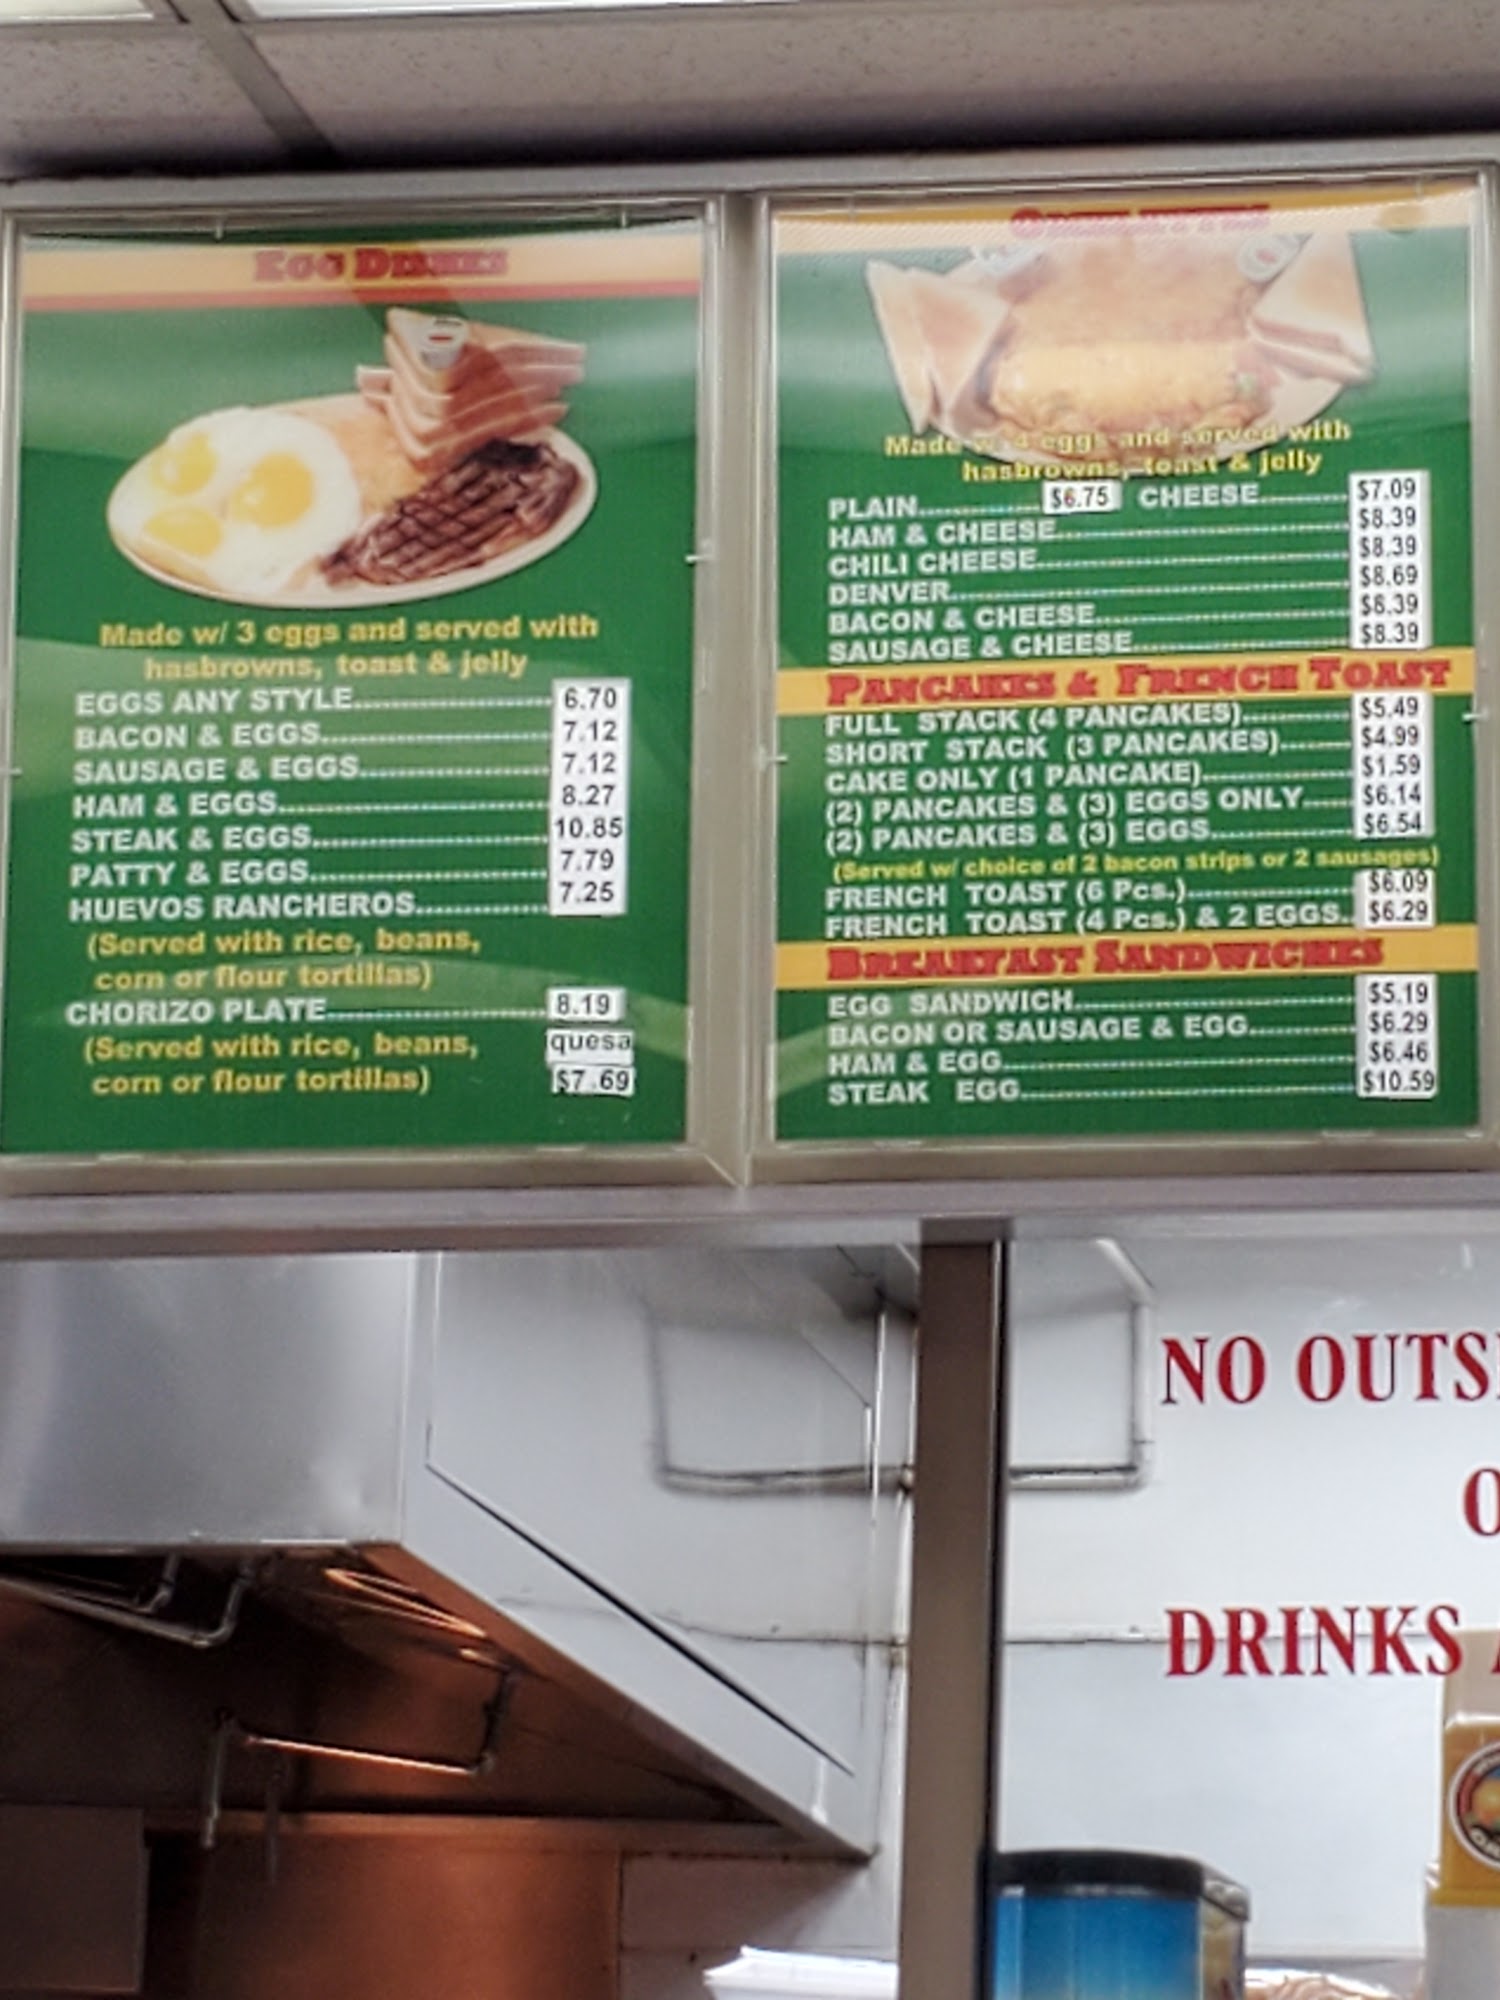 EGG DISHES
Made w/ 3 eggs and served with
hasbrowns, toast & jelly
EGGS ANY STYLE 6.70
BACON & EGGS 7.12
SAUSAGE & EGGS 7.12
HAM & EGGS 8.27
STEAK & EGGS 10.85
PATTY & EGGS 7.79
HUEVOS RANCHEROS 7.25
(Served with rice, beans,
corn or flour tortillas)
CHORIZO PLATE 8.19
(Served with rice, beans, quesa
corn or flour tortillas) $7.69
Made w/ 4 eggs and served with
hasbrowns, toast & jelly
PLAIN $6.75 CHEESE $7.09
HAM & CHEESE $8.39
CHILI CHEESE $8.39
DENVER $8.69
BACON & CHEESE $8.39
SAUSAGE & CHEESE $8.39
PANCAKES & FRENCH TOAST
FULL STACK (4 PANCAKES) $5.49
SHORT STACK (3 PANCAKES) $4.99
CAKE ONLY (1 PANCAKE) $1.59
(2) PANCAKES & (3) EGGS ONLY $6.14
(2) PANCAKES & (3) EGGS $6.54
(Served w/ choice of 2 bacon strips or 2 sausages)
FRENCH TOAST (6 Pcs.) $6.09
FRENCH TOAST (4 Pcs.) & 2 EGGS $6.29
BREAKFAST SANDWICHES
EGG SANDWICH $5.19
BACON OR SAUSAGE & EGG $6.29
HAM & EGG $6.46
STEAK EGG $10.59
NO OUTS
O
DRINKS